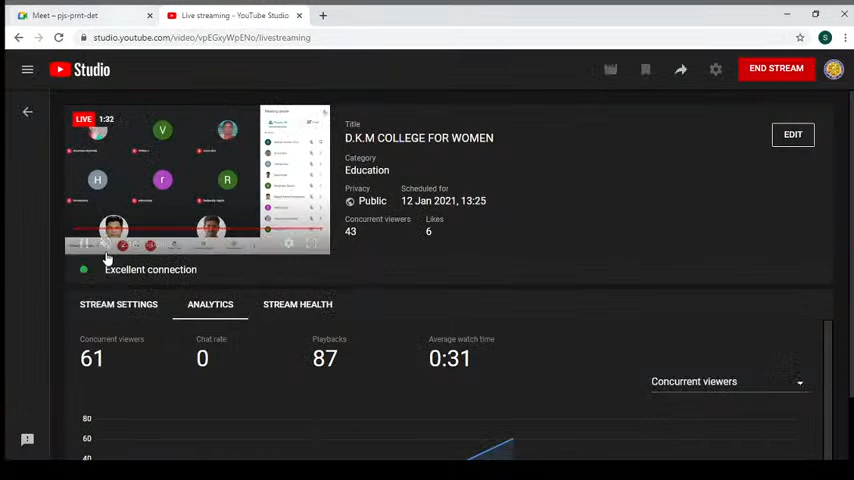 Meet – pjs-prnt-det
Live streaming - YouTube Studio
studio.youtube.com/video/vpEGxyWpENo/livestreaming
S
Studio
END STREAM
LIVE 1:32
V
H
r
R
Title
D.K.M COLLEGE FOR WOMEN
EDIT
Category
Education
Privacy
Public
Scheduled for
12 Jan 2021, 13:25
Concurrent viewers
43
Likes
6
Excellent connection
STREAM SETTINGS
ANALYTICS
STREAM HEALTH
Concurrent viewers
61
Chat rate
0
Playbacks
87
Average watch time
0:31
Concurrent viewers
80
60
40